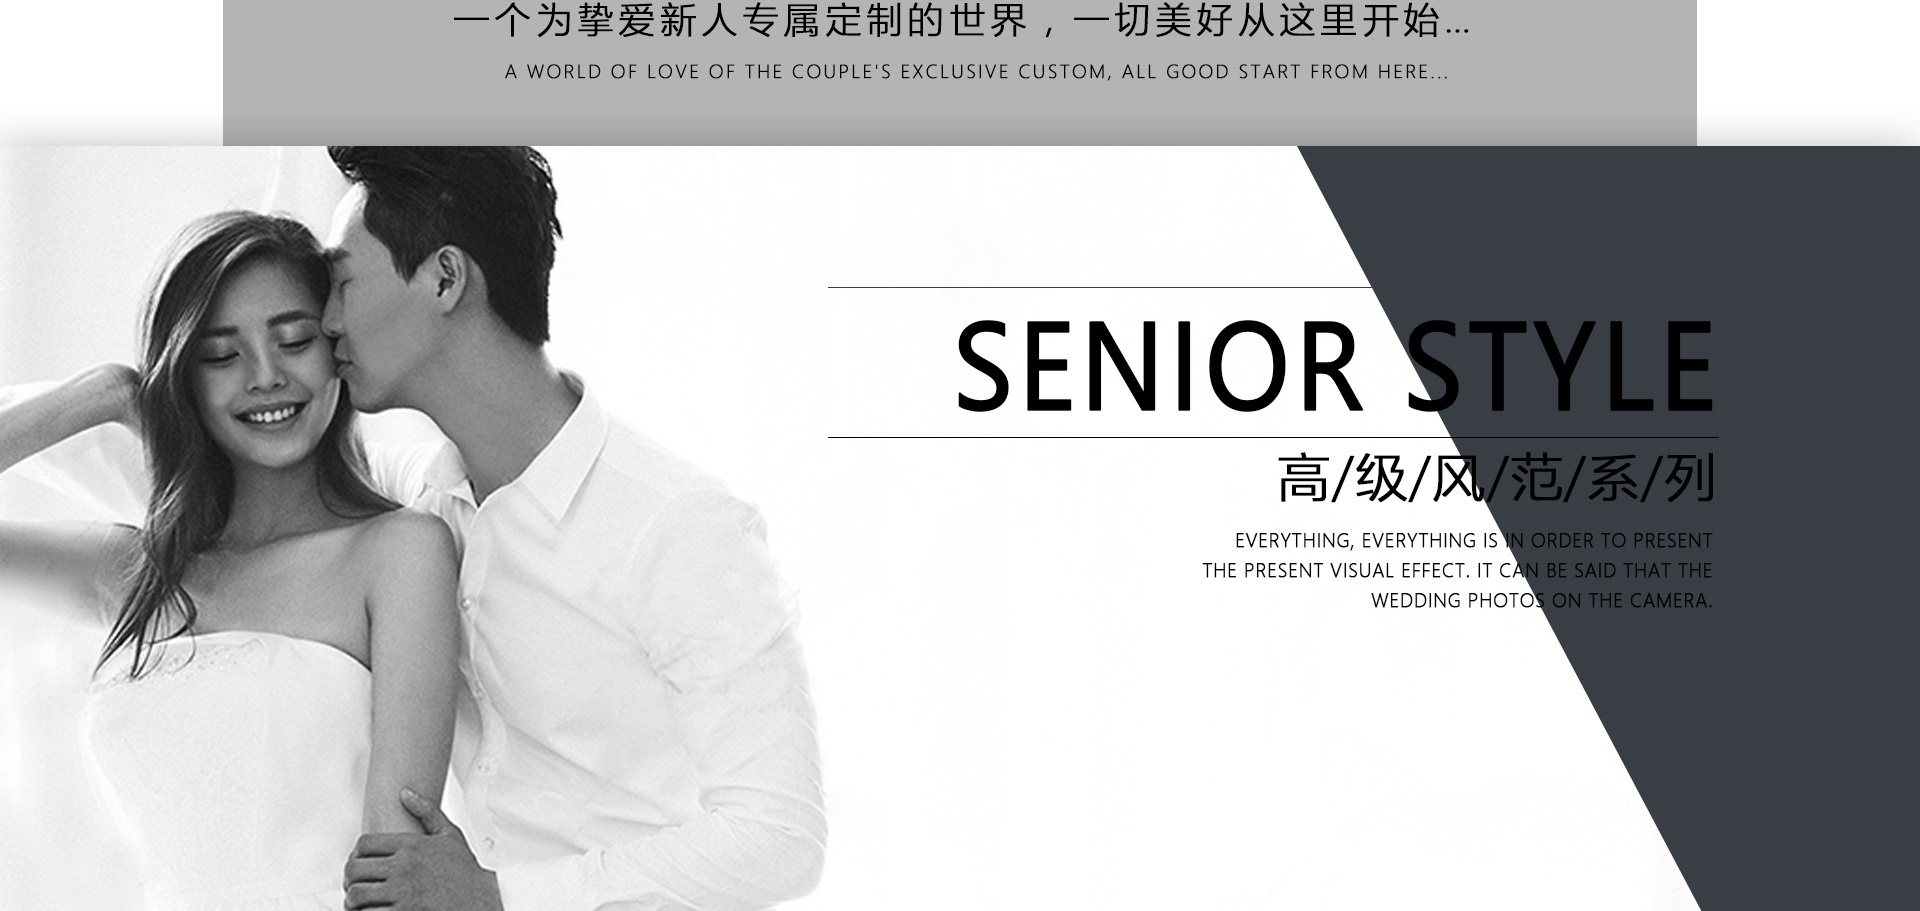 一个为挚爱新人专属定制的世界，一切美好从这里开始...
A WORLD OF LOVE OF THE COUPLE'S EXCLUSIVE CUSTOM, ALL GOOD START FROM HERE...
SENIOR STYLE
高/级/风/范/系/列
EVERYTHING, EVERYTHING IS IN ORDER TO PRESENT
THE PRESENT VISUAL EFFECT. IT CAN BE SAID THAT THE
WEDDING PHOTOS ON THE CAMERA.